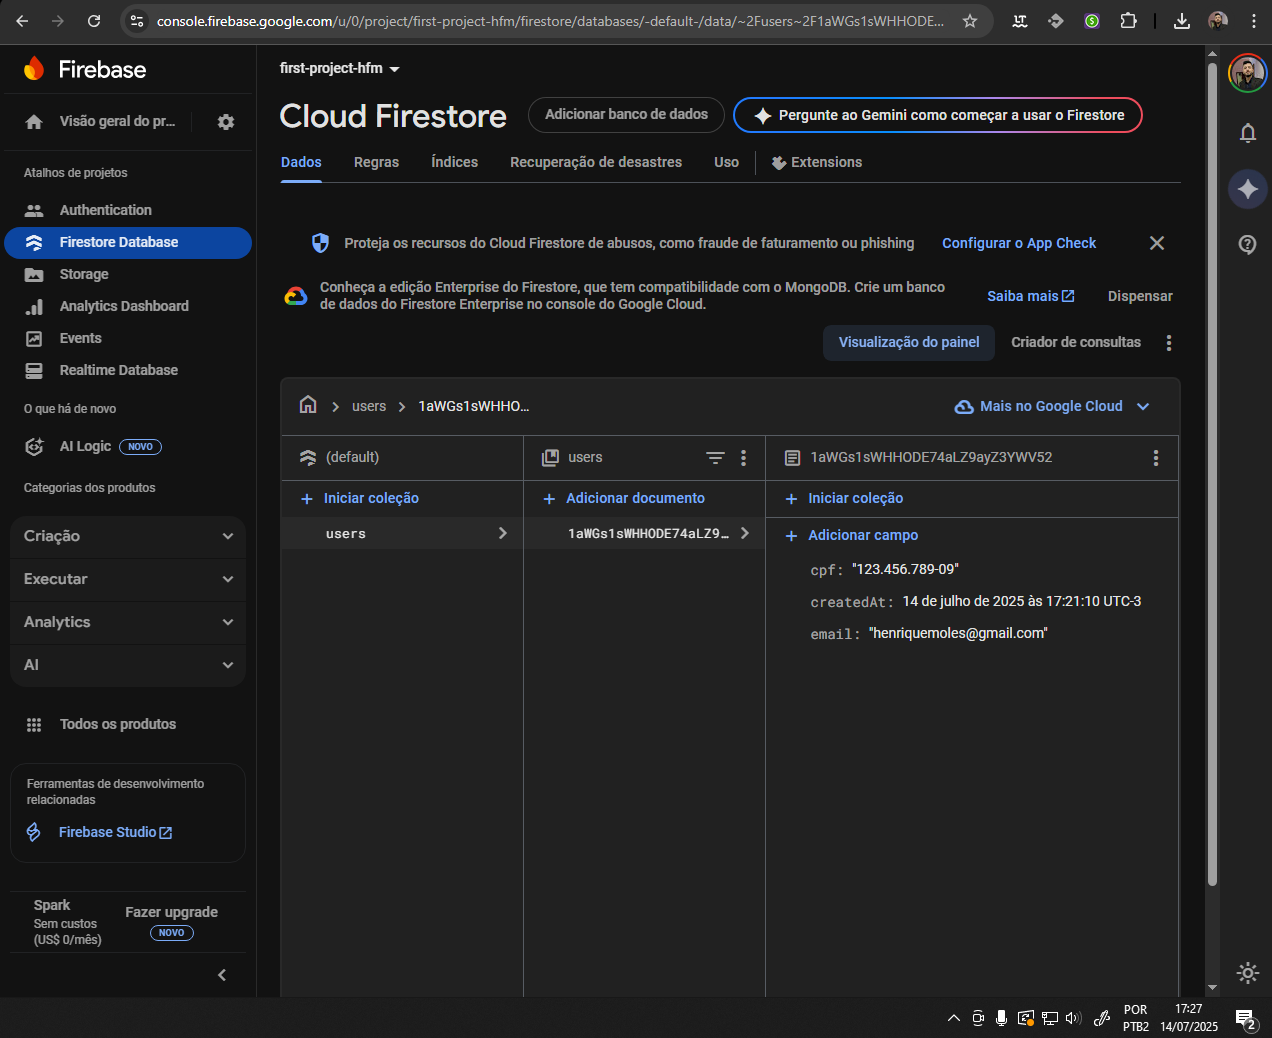 console.firebase.google.com/u/0/project/first-project-hfm/firestore/databases/-default-/data/~2Fusers~2F1aWGs1sWHHODE...
Firebase
Visão geral do pr...
Atalhos de projetos
Authentication
Firestore Database
Storage
Analytics Dashboard
Events
Realtime Database
O que há de novo
AI Logic NOVO
Categorias dos produtos
Criação
Executar
Analytics
AI
Todos os produtos
Ferramentas de desenvolvimento
relacionadas
Firebase Studio
Spark
Sem custos
(US$ 0/mês)
Fazer upgrade
NOVO
first-project-hfm
Cloud Firestore
Adicionar banco de dados
Pergunte ao Gemini como começar a usar o Firestore
Dados Regras Índices Recuperação de desastres Uso Extensions
Proteja os recursos do Cloud Firestore de abusos, como fraude de faturamento ou phishing
Configurar o App Check
Conheça a edição Enterprise do Firestore, que tem compatibilidade com o MongoDB. Crie um banco
de dados do Firestore Enterprise no console do Google Cloud.
Saiba mais Dispensar
Visualização do painel Criador de consultas
users 1aWGs1sWHHO...
Mais no Google Cloud
(default)
Iniciar coleção
users
users
Adicionar documento
1aWGs1sWHHODE74aLZ9...
1aWGs1sWHHODE74aLZ9ayZ3YWV52
Iniciar coleção
Adicionar campo
cpf: "123.456.789-09"
createdAt: 14 de julho de 2025 às 17:21:10 UTC-3
email: "henriquemoles@gmail.com"
POR
PTB2
17:27
14/07/2025
2